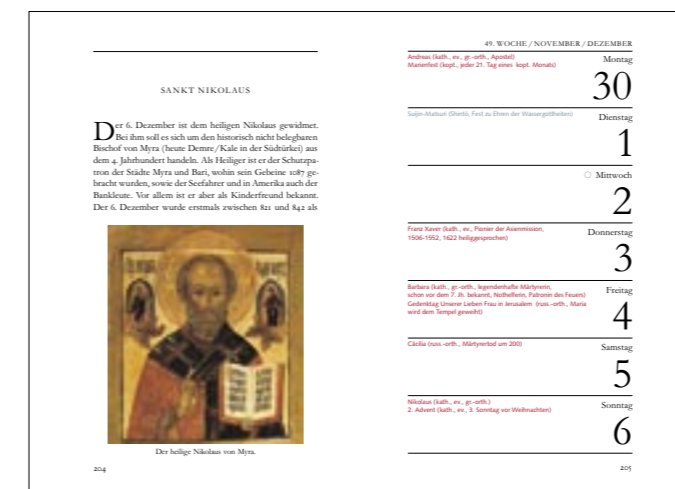 SANKT NIKOLAUS
Der 6. Dezember ist dem heiligen Nikolaus gewidmet.
Bei ihm soll es sich um den historisch nicht belegbaren
Bischof von Myra (heute Demre/Kale in der Südtürkei) aus
dem 4. Jahrhundert handeln. Als Heiliger ist er der Schutzpa-
tron der Städte Myra und Bari, wohin sein Gebeine 1087 ge-
bracht wurden, sowie der Seefahrer und in Amerika auch der
Bankleute. Vor allem ist er aber als Kinderfreund bekannt.
Der 6. Dezember wurde erstmals zwischen 821 und 842 als
Der heilige Nikolaus von Myra.
204
49. WOCHE / NOVEMBER / DEZEMBER
Andreas (kath., ev., gr.-orth., Apostel)
Marienfest (kopt., jeder 21. Tag eines kopt. Monats)
Montag
30
Suijin-Matsuri (Shintô, Fest zu Ehren der Wassergottheiten)
Dienstag
1
Mittwoch
2
Franz Xaver (kath., ev., Pionier der Asienmission,
1506-1552, 1622 heiliggesprochen)
Donnerstag
3
Barbara (kath., gr.-orth., legendenhafte Märtyrerin,
schon vor dem 7. Jh. bekannt, Nothelferin, Patronin des Feuers)
Gedenktag Unserer Lieben Frau in Jerusalem (russ.-orth., Maria
wird dem Tempel geweiht)
Freitag
4
Cäcilia (russ.-orth., Märtyrertod um 200)
Samstag
5
Nikolaus (kath., ev., gr.-orth.)
2. Advent (kath., ev., 3. Sonntag vor Weihnachten)
Sonntag
6
205